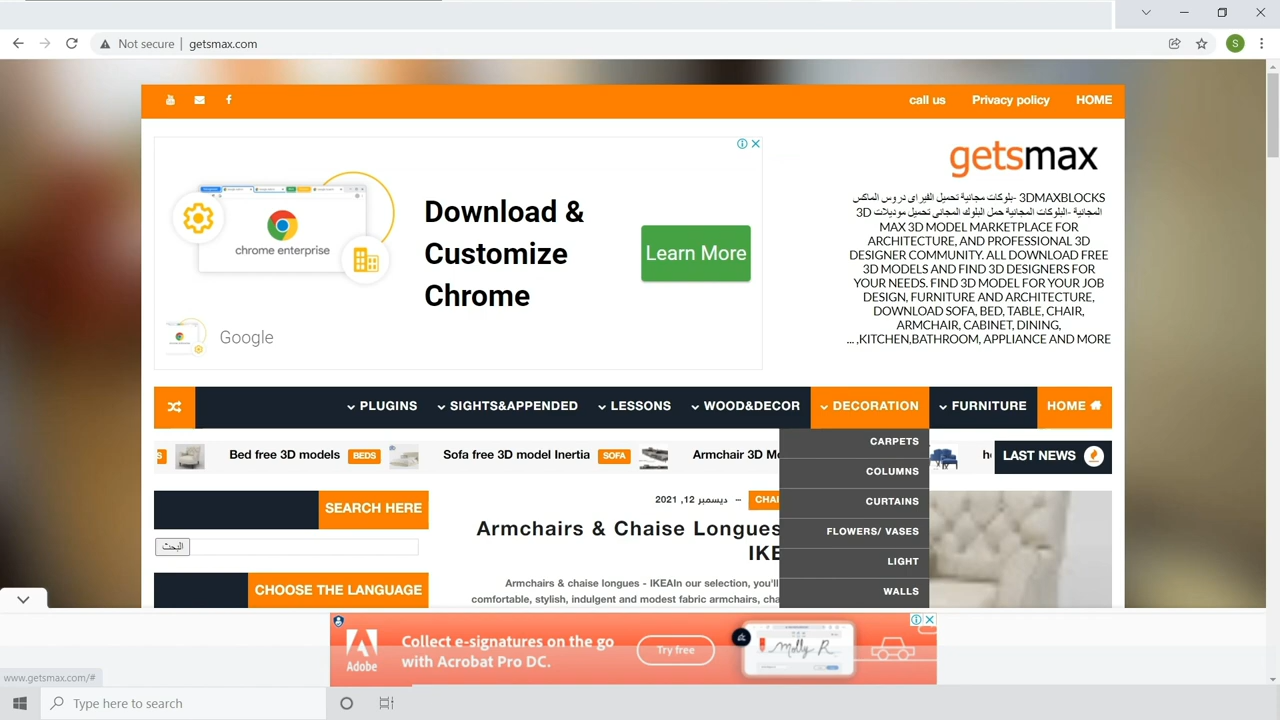 Not secure | getsmax.com
S
call us
Privacy policy
HOME
chrome enterprise
Download &
Customize
Chrome
Learn More
Google
getsmax
3DMAXBLOCKS -بلوكات مجانية تحميل الفيراي دروس الماكس
المجانية -البلوكات المجانية حمل البلوك المجانى تحميل موديلات 3D
MAX 3D MODEL MARKETPLACE FOR
ARCHITECTURE, AND PROFESSIONAL 3D
DESIGNER COMMUNITY. ALL DOWNLOAD FREE
3D MODELS AND FIND 3D DESIGNERS FOR
YOUR NEEDS. FIND 3D MODEL FOR YOUR JOB
DESIGN, FURNITURE AND ARCHITECTURE,
DOWNLOAD SOFA, BED, TABLE, CHAIR,
ARMCHAIR, CABINET, DINING,
... ,KITCHEN,BATHROOM, APPLIANCE AND MORE
PLUGINS
SIGHTS&APPENDED
LESSONS
WOOD&DECOR
DECORATION
FURNITURE
HOME
Bed free 3D models
BEDS
Sofa free 3D model Inertia
SOFA
Armchair 3D Mo
LAST NEWS
CARPETS
COLUMNS
CURTAINS
FLOWERS/ VASES
LIGHT
WALLS
SEARCH HERE
البحث
CHOOSE THE LANGUAGE
ديسمبر 12, 2021
CHAI
Armchairs & Chaise Longues
IKE
Armchairs & chaise longues - IKEAIn our selection, you'll
comfortable, stylish, indulgent and modest fabric armchairs, cha
Adobe
Collect e-signatures on the go
with Acrobat Pro DC.
Try free
Molly R
www.getsmax.com/#
Type here to search